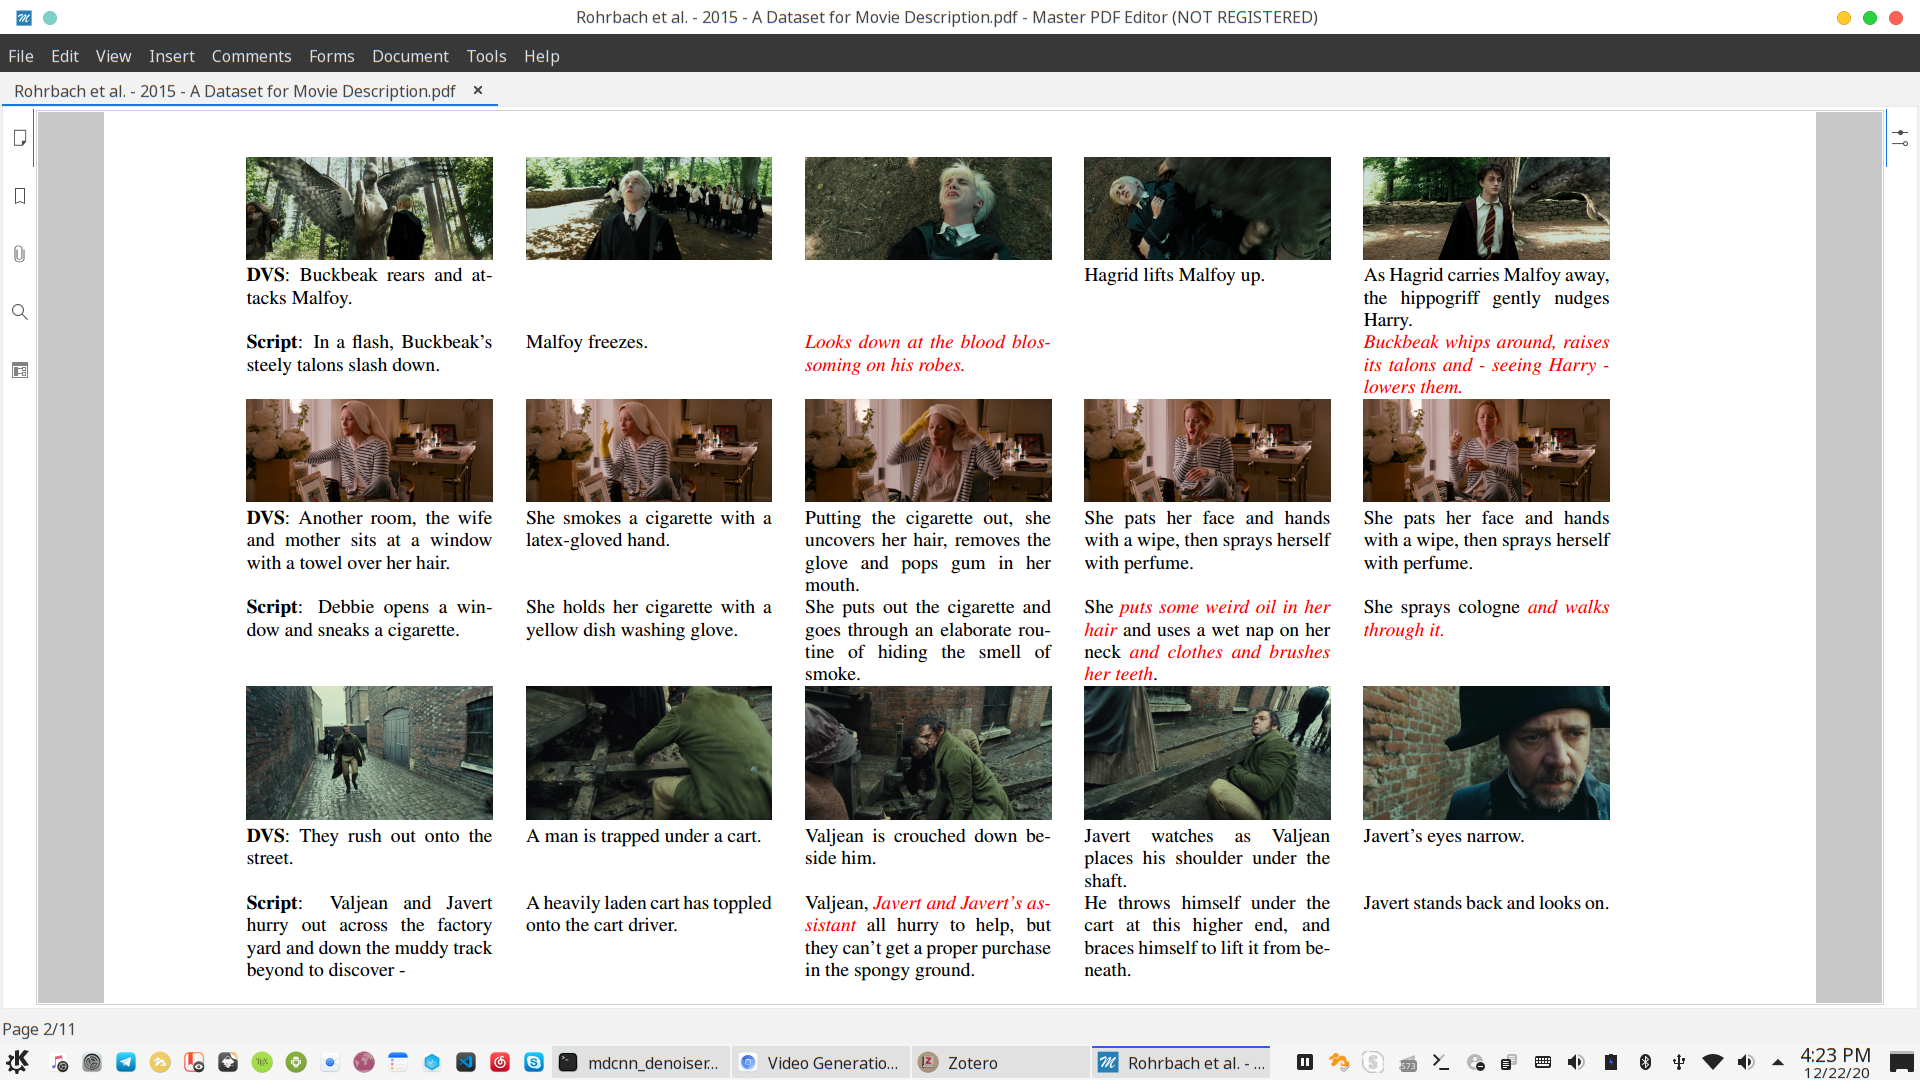 Rohrbach et al. - 2015 - A Dataset for Movie Description.pdf - Master PDF Editor (NOT REGISTERED)
File Edit View Insert Comments Forms Document Tools Help
Rohrbach et al. - 2015 - A Dataset for Movie Description.pdf
DVS: Buckbeak rears and at-
tacks Malfoy.
Hagrid lifts Malfoy up.
As Hagrid carries Malfoy away,
the hippogriff gently nudges
Harry.
Script: In a flash, Buckbeak's
steely talons slash down.
Malfoy freezes.
Looks down at the blood blos-
soming on his robes.
Buckbeak whips around, raises
its talons and - seeing Harry -
lowers them.
DVS: Another room, the wife
and mother sits at a window
with a towel over her hair.
She smokes a cigarette with a
latex-gloved hand.
Putting the cigarette out, she
uncovers her hair, removes the
glove and pops gum in her
mouth.
She pats her face and hands
with a wipe, then sprays herself
with perfume.
She pats her face and hands
with a wipe, then sprays herself
with perfume.
Script: Debbie opens a win-
dow and sneaks a cigarette.
She holds her cigarette with a
yellow dish washing glove.
She puts out the cigarette and
goes through an elaborate rou-
tine of hiding the smell of
smoke.
She puts some weird oil in her
hair and uses a wet nap on her
neck and clothes and brushes
her teeth.
She sprays cologne and walks
through it.
DVS: They rush out onto the
street.
A man is trapped under a cart.
Valjean is crouched down be-
side him.
Javert watches as Valjean
places his shoulder under the
shaft.
Javert's eyes narrow.
Script: Valjean and Javert
hurry out across the factory
yard and down the muddy track
beyond to discover -
A heavily laden cart has toppled
onto the cart driver.
Valjean, Javert and Javert's as-
sistant all hurry to help, but
they can't get a proper purchase
in the spongy ground.
He throws himself under the
cart at this higher end, and
braces himself to lift it from be-
neath.
Javert stands back and looks on.
Page 2/11
mdcnn_denoiser...
Video Generatio...
Zotero
Rohrbach et al. - ...
573
4:23 PM
12/22/20